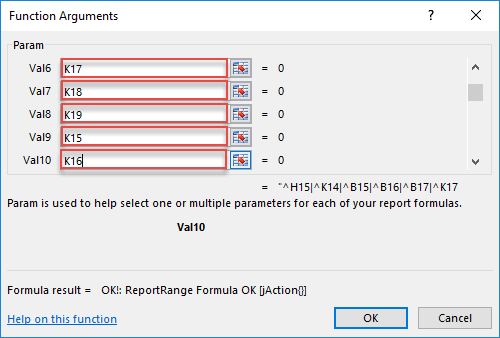 Function Arguments
?
Param
Val6 K17 = 0
Val7 K18 = 0
Val8 K19 = 0
Val9 K15 = 0
Val10 K16 = 0
= "^H15|^K14|^B15|^B16|^B17|^K17
Param is used to help select one or multiple parameters for each of your report formulas.
Val10
Formula result = OK!: ReportRange Formula OK [jAction{}]
Help on this function
OK Cancel